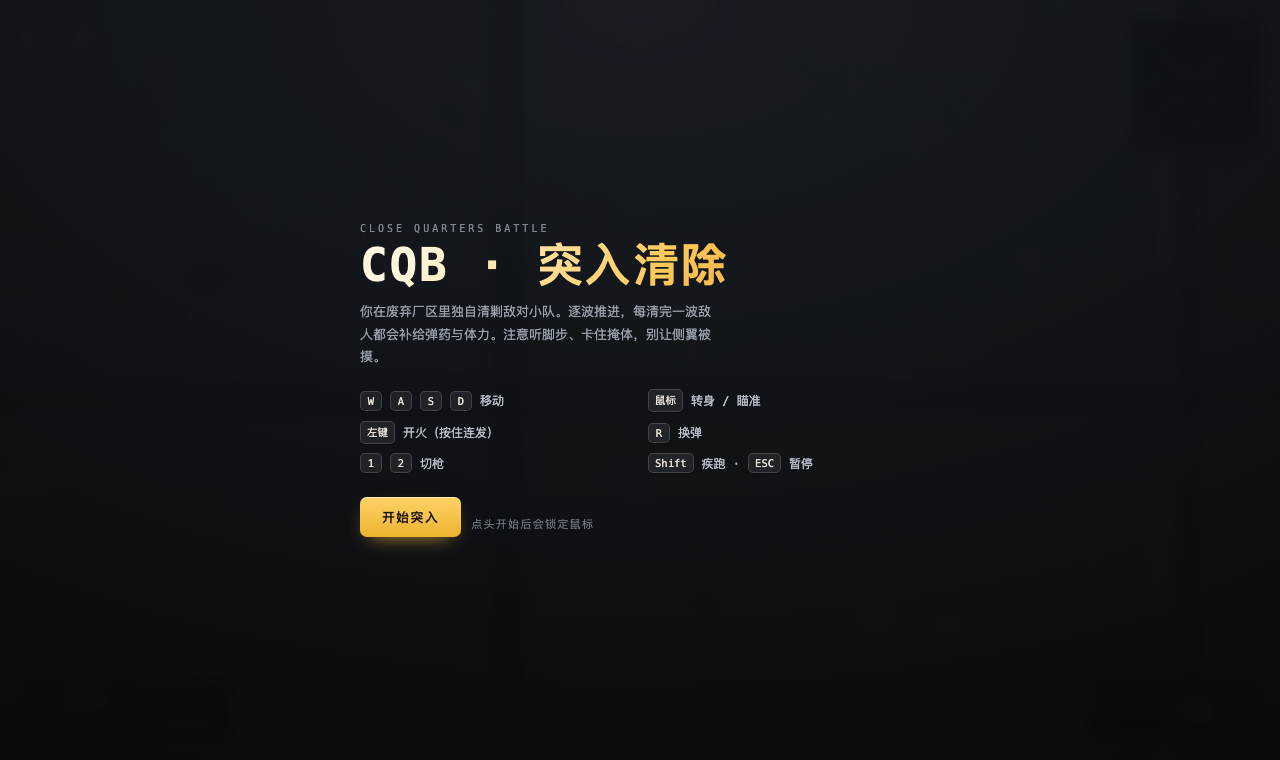 CLOSE QUARTERS BATTLE
CQB · 突入清除
你在废弃厂区里独自清剿敌对小队。逐波推进，每清完一波敌
人都会补给弹药与体力。注意听脚步、卡住掩体，别让侧翼被
摸。
W A S D 移动 鼠标 转身 / 瞄准
左键 开火 (按住连发) R 换弹
1 2 切枪 Shift 疾跑 · ESC 暂停
开始突入 点头开始后会锁定鼠标